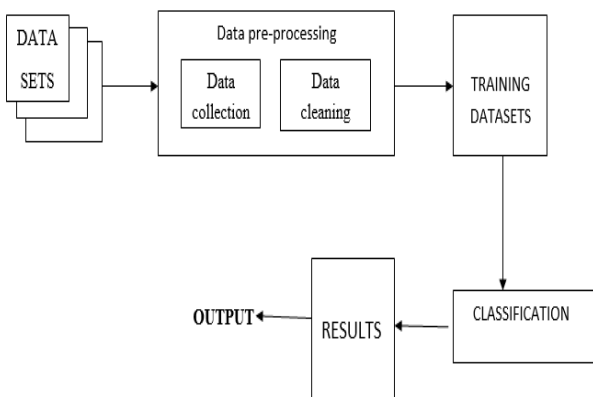 DATA
SETS
Data pre-processing
Data
collection
Data
cleaning
TRAINING
DATASETS
CLASSIFICATION
RESULTS
OUTPUT